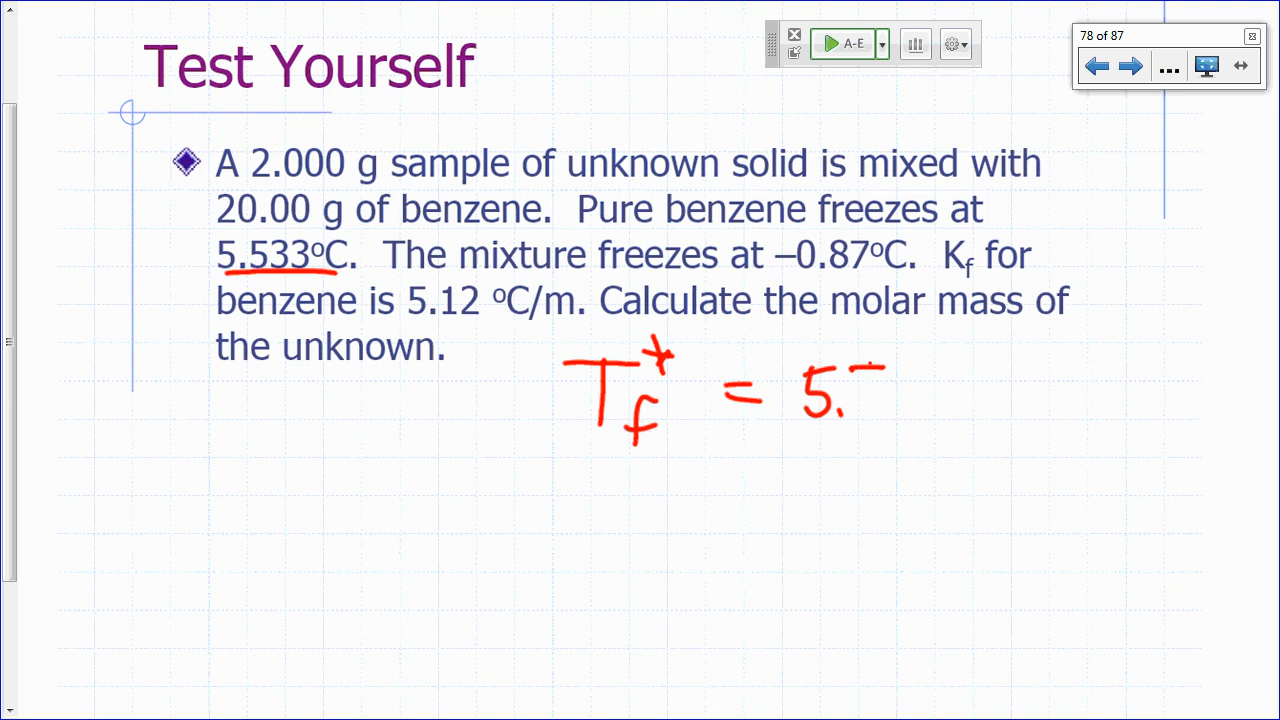 Test Yourself
A-E
78 of 87
...
A 2.000 g sample of unknown solid is mixed with
20.00 g of benzene. Pure benzene freezes at
5.533ºC. The mixture freezes at –0.87ºC. Kf for
benzene is 5.12 ºC/m. Calculate the molar mass of
the unknown.
Tf* = 5.